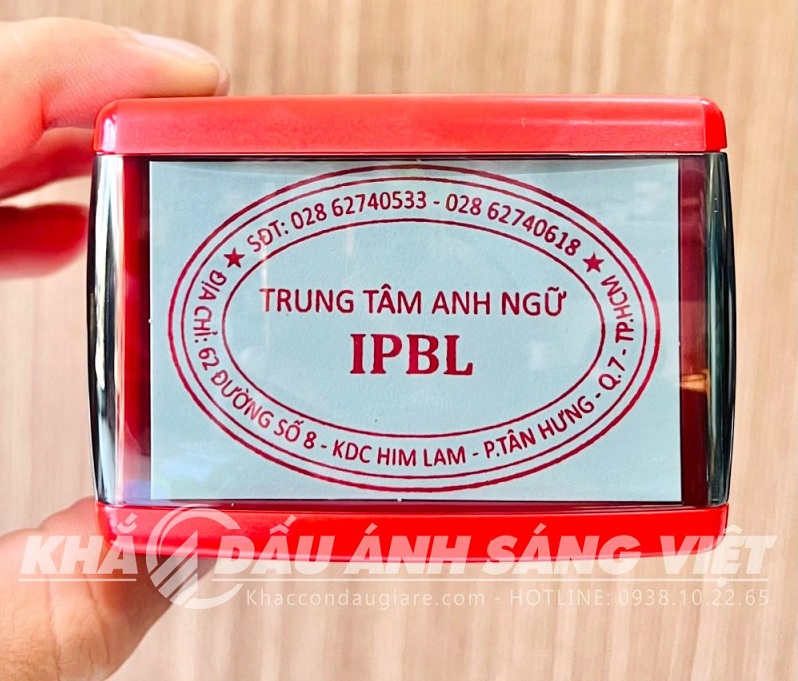 ★ SĐT: 028 62740533 - 028 62740618 ★
TRUNG TÂM ANH NGỮ
IPBL
ĐỊA CHỈ: 62 ĐƯỜNG SỐ 8 - KDC HIM LAM - P.TÂN HƯNG - Q.7 - TP.HCM
KHẮC DẤU ÁNH SÁNG VIỆT
Khaccondaugiare.com - HOTLINE: 0938.10.22.65